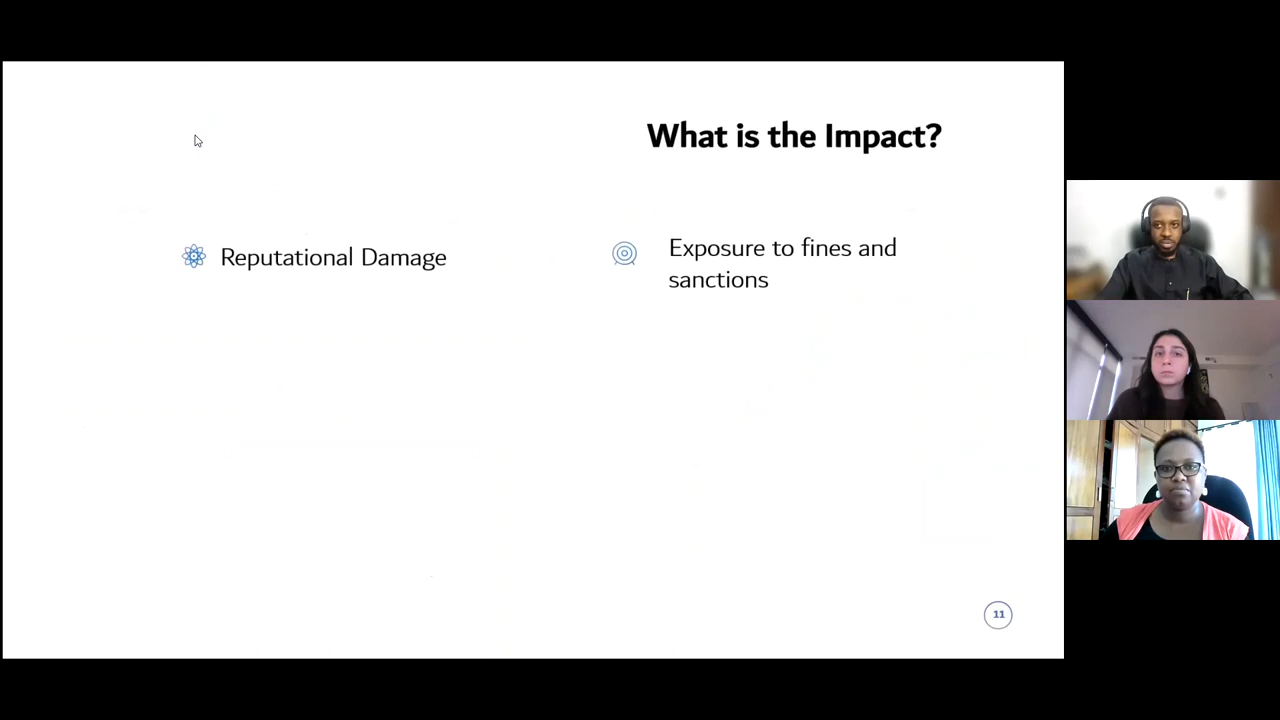 What is the Impact?
Reputational Damage
Exposure to fines and
sanctions
11